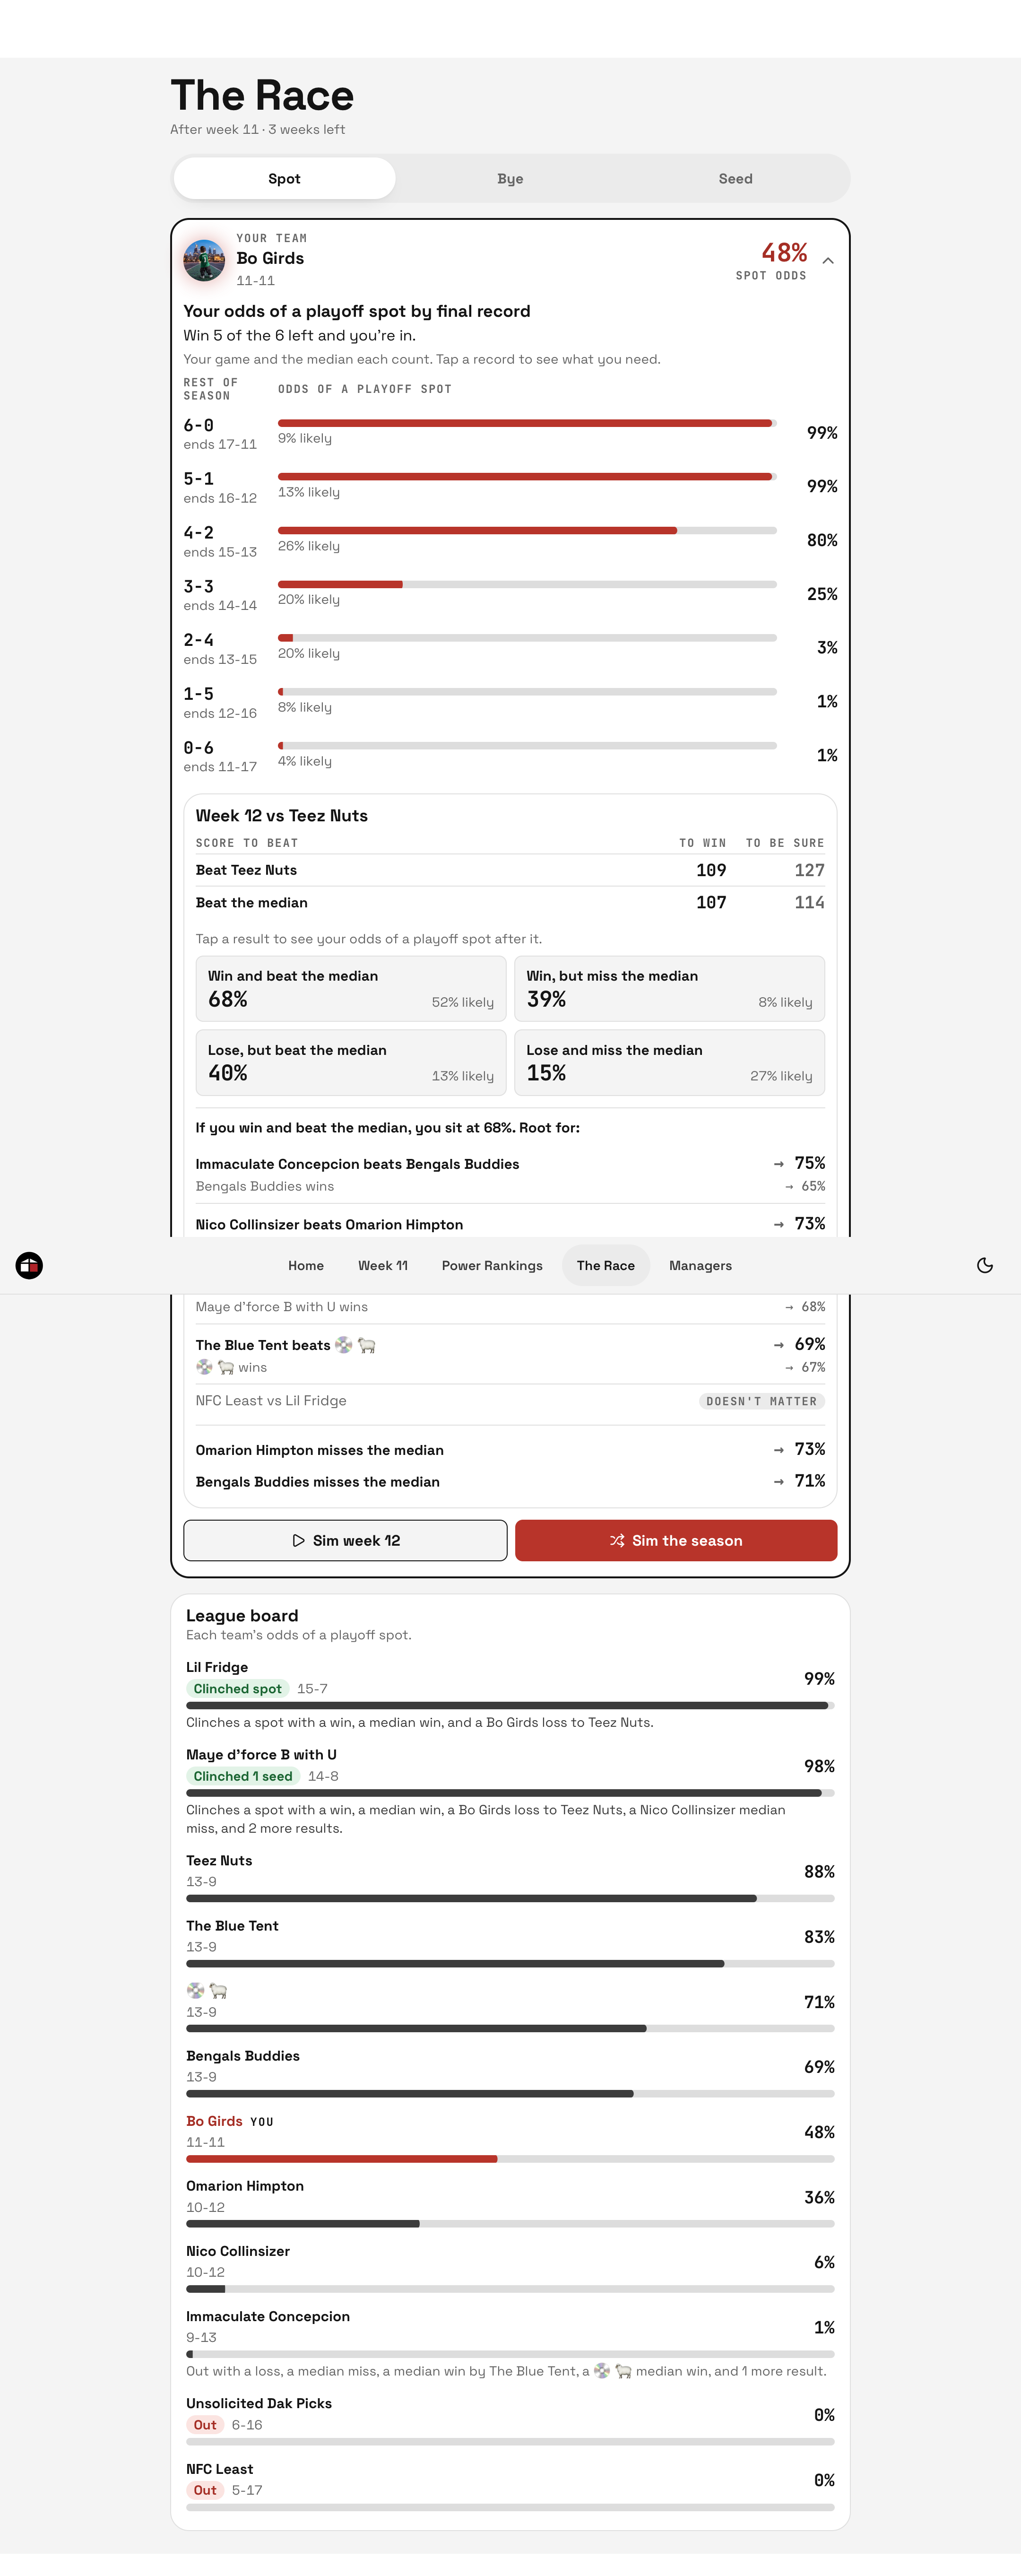 The Race
After week 11 · 3 weeks left
Spot
Bye
Seed
YOUR TEAM
Bo Girds
11-11
48%
SPOT ODDS
Your odds of a playoff spot by final record
Win 5 of the 6 left and you're in.
Your game and the median each count. Tap a record to see what you need.
REST OF SEASON
ODDS OF A PLAYOFF SPOT
6-0
ends 17-11
9% likely
99%
5-1
ends 16-12
13% likely
99%
4-2
ends 15-13
26% likely
80%
3-3
ends 14-14
20% likely
25%
2-4
ends 13-15
20% likely
3%
1-5
ends 12-16
8% likely
1%
0-6
ends 11-17
4% likely
1%
Week 12 vs Teez Nuts
SCORE TO BEAT TO WIN TO BE SURE
Beat Teez Nuts 109 127
Beat the median 107 114
Tap a result to see your odds of a playoff spot after it.
Win and beat the median
68% 52% likely
Win, but miss the median
39% 8% likely
Lose, but beat the median
40% 13% likely
Lose and miss the median
15% 27% likely
If you win and beat the median, you sit at 68%. Root for:
Immaculate Concepcion beats Bengals Buddies → 75%
Bengals Buddies wins → 65%
Nico Collinsizer beats Omarion Himpton → 73%
Home
Week 11
Power Rankings
The Race
Managers
Maye d'force B with U wins → 68%
The Blue Tent beats 💿 🐑 → 69%
💿 🐑 wins → 67%
NFC Least vs Lil Fridge DOESN'T MATTER
Omarion Himpton misses the median → 73%
Bengals Buddies misses the median → 71%
Sim week 12
Sim the season
League board
Each team's odds of a playoff spot.
Lil Fridge
Clinched spot 15-7
99%
Clinches a spot with a win, a median win, and a Bo Girds loss to Teez Nuts.
Maye d'force B with U
Clinched 1 seed 14-8
98%
Clinches a spot with a win, a median win, a Bo Girds loss to Teez Nuts, a Nico Collinsizer median
miss, and 2 more results.
Teez Nuts
13-9
88%
The Blue Tent
13-9
83%
💿 🐑
13-9
71%
Bengals Buddies
13-9
69%
Bo Girds YOU
11-11
48%
Omarion Himpton
10-12
36%
Nico Collinsizer
10-12
6%
Immaculate Concepcion
9-13
1%
Out with a loss, a median miss, a median win by The Blue Tent, a 💿 🐑 median win, and 1 more result.
Unsolicited Dak Picks
Out 6-16
0%
NFC Least
Out 5-17
0%